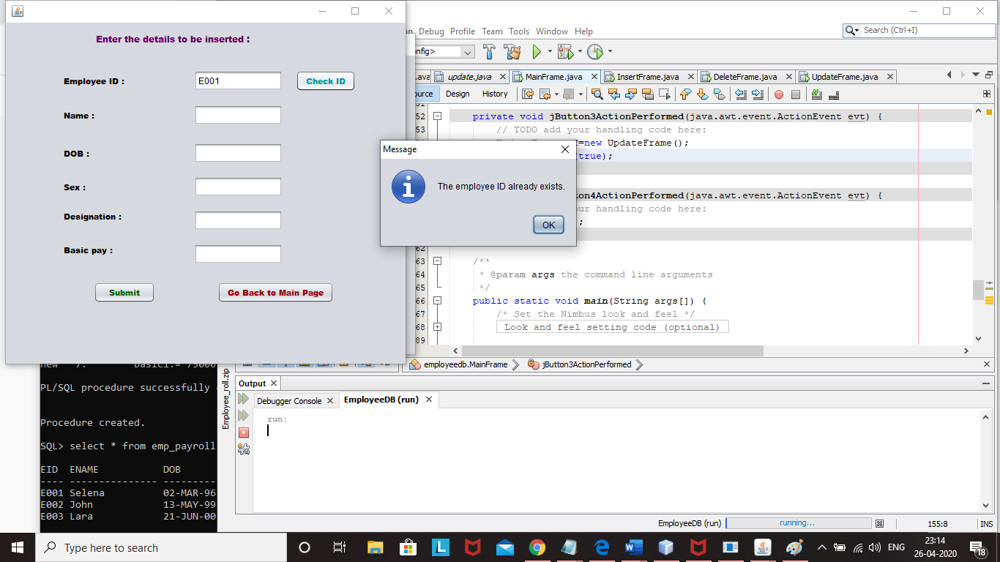 Enter the details to be inserted :
Employee ID :
E001
Check ID
Name :
DOB :
Sex :
Designation :
Basic pay :
Submit
Go Back to Main Page
Message
The employee ID already exists.
OK
Debug Profile Team Tools Window Help
Search (Ctrl+I)
onfig>
.ava
update.java
MainFrame.java
InsertFrame.java
DeleteFrame.java
UpdateFrame.java
ource
Design
History
52
private void jButton3ActionPerformed(java.awt.event.ActionEvent evt) {
53
// TODO add your handling code here:
=new UpdateFrame();
(true);
ton4ActionPerformed(java.awt.event.ActionEvent evt) {
our handling code here:
;
62
63
/**
64
* @param args the command line arguments
65
*/
66
public static void main(String args[]) {
67
/* Set the Nimbus look and feel */
68
Look and feel setting code (optional)
89
employeedb.MainFrame
jButton3ActionPerformed
Employee_roll.zip
Output
Debugger Console
EmployeeDB (run)
run:
new 7: basic1:= 75000
PL/SQL procedure successfully
Procedure created.
SQL> select * from emp_payroll
EID ENAME DOB
---- --------------- ---------
E001 Selena 02-MAR-96
E002 John 13-MAY-99
E003 Lara 21-JUN-00
EmployeeDB (run)
running...
155:8
INS
Type here to search
ENG
23:14
26-04-2020
18